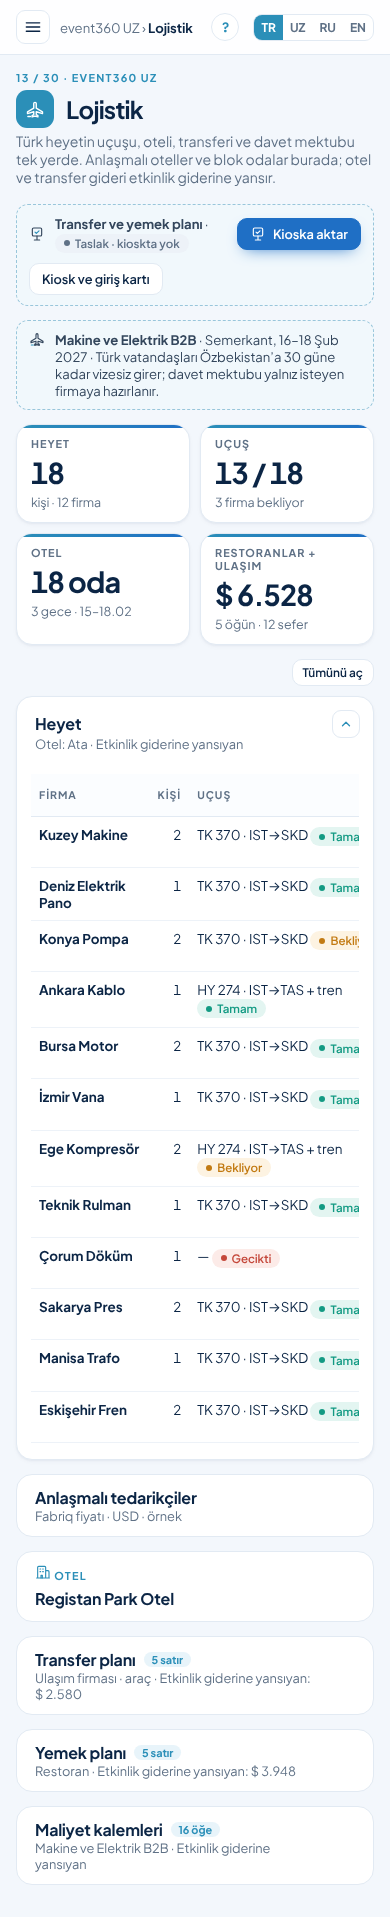 event360 UZ › Lojistik
?
TR UZ RU EN
13 / 30 · EVENT360 UZ
Lojistik
Türk heyetin uçuşu, oteli, transferi ve davet mektubu
tek yerde. Anlaşmalı oteller ve blok odalar burada; otel
ve transfer gideri etkinlik giderine yansır.
Transfer ve yemek planı ·
Taslak · kioskta yok
Kioska aktar
Kiosk ve giriş kartı
Makine ve Elektrik B2B · Semerkant, 16–18 Şub
2027 · Türk vatandaşları Özbekistan'a 30 güne
kadar vizesiz girer; davet mektubu yalnız isteyen
firmaya hazırlanır.
HEYET
18
kişi · 12 firma
UÇUŞ
13 / 18
3 firma bekliyor
OTEL
18 oda
3 gece · 15–18.02
RESTORANLAR +
ULAŞIM
$ 6.528
5 öğün · 12 sefer
Tümünü aç
Heyet
Otel: Ata · Etkinlik giderine yansıyan
FİRMA KİŞİ UÇUŞ
Kuzey Makine 2 TK 370 · IST→SKD Tama
Deniz Elektrik 1 TK 370 · IST→SKD Tama
Pano
Konya Pompa 2 TK 370 · IST→SKD Bekliy
Ankara Kablo 1 HY 274 · IST→TAS + tren
Tamam
Bursa Motor 2 TK 370 · IST→SKD Tama
İzmir Vana 1 TK 370 · IST→SKD Tama
Ege Kompresör 2 HY 274 · IST→TAS + tren
Bekliyor
Teknik Rulman 1 TK 370 · IST→SKD Tama
Çorum Döküm 1 — Gecikti
Sakarya Pres 2 TK 370 · IST→SKD Tama
Manisa Trafo 1 TK 370 · IST→SKD Tama
Eskişehir Fren 2 TK 370 · IST→SKD Tama
Anlaşmalı tedarikçiler
Fabriq fiyatı · USD · örnek
OTEL
Registan Park Otel
Transfer planı 5 satır
Ulaşım firması · araç · Etkinlik giderine yansıyan:
$ 2.580
Yemek planı 5 satır
Restoran · Etkinlik giderine yansıyan: $ 3.948
Maliyet kalemleri 16 öğe
Makine ve Elektrik B2B · Etkinlik giderine
yansıyan